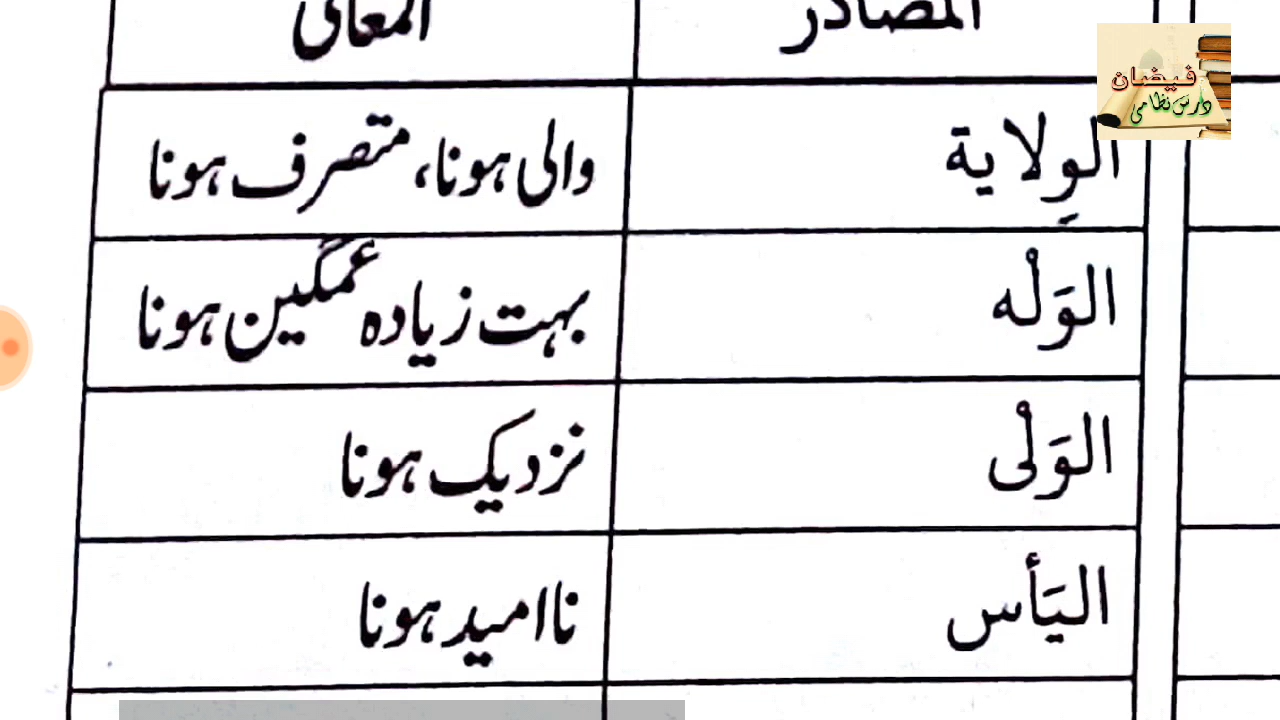 المصادر المعانی
فیضان
درس نظامی
الوِلایة والی ہونا، متصرف ہونا
الوَلْه بہت زیادہ غمگین ہونا
الوَلْی نزدیک ہونا
الیَأس ناامید ہونا